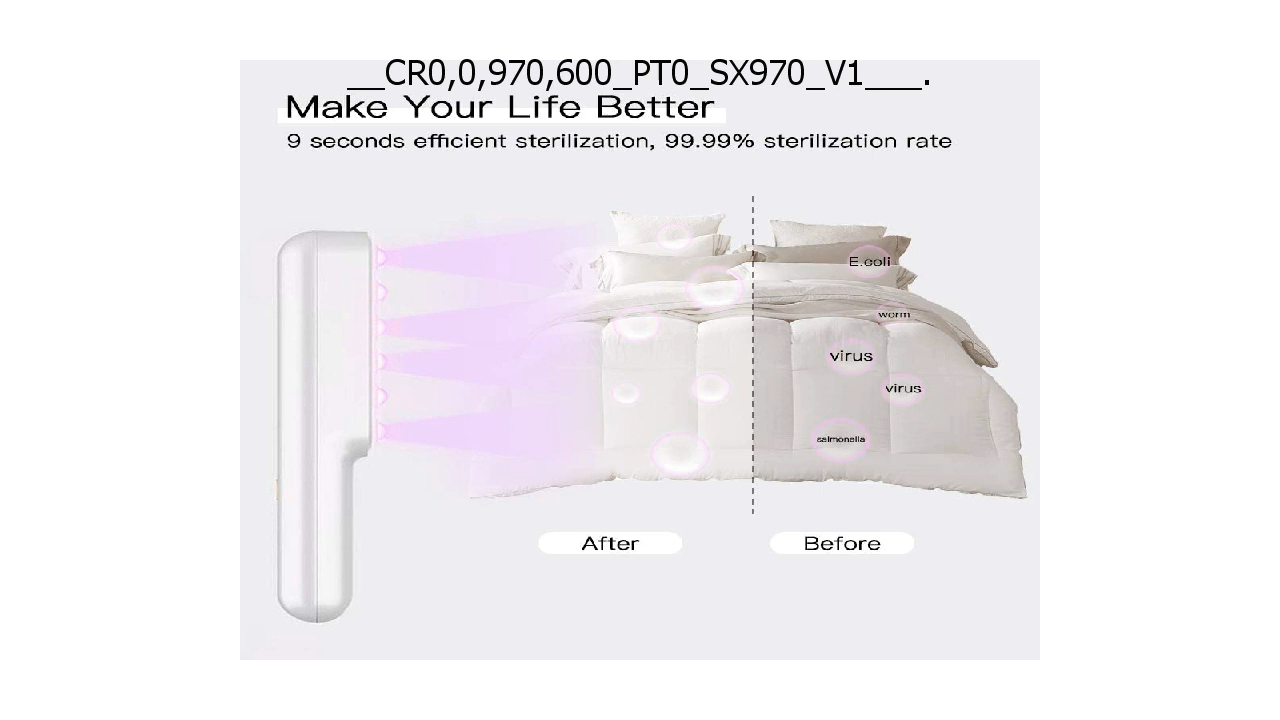 __CR0,0,970,600_PT0_SX970_V1___.
Make Your Life Better
9 seconds efficient sterilization, 99.99% sterilization rate
E.coli
worm
virus
virus
salmonella
After
Before